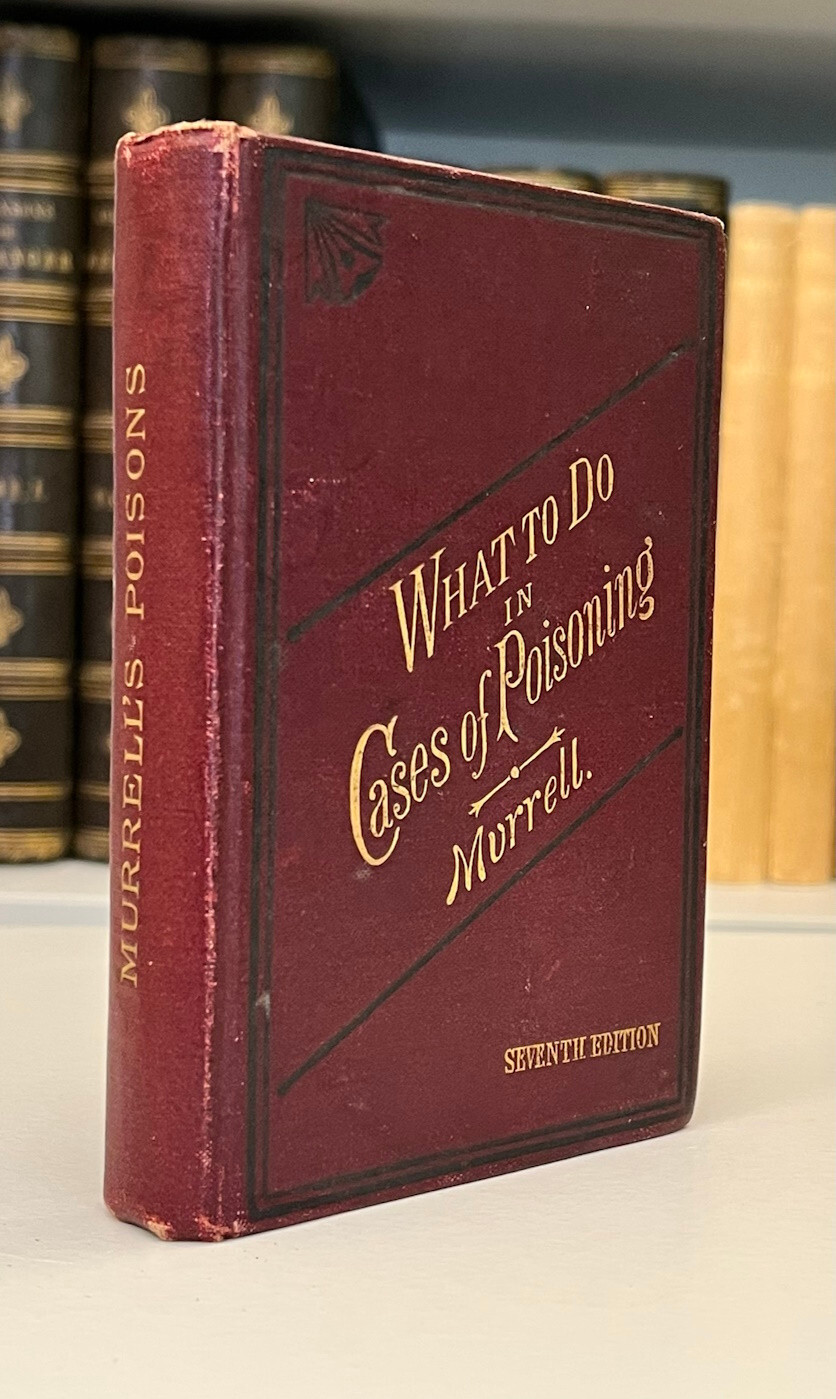 MURRELL'S POISONS
WHAT TO DO
IN
Cases of Poisoning
Murrell.
SEVENTH EDITION